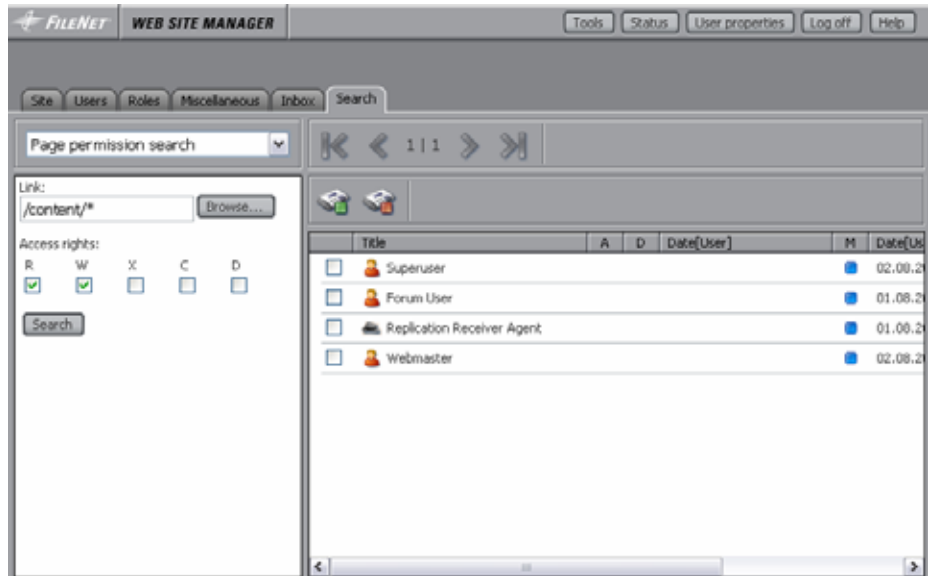 FILENET WEB SITE MANAGER Tools Status User properties Log off Help
Site Users Roles Miscellaneous Inbox Search
Page permission search 1|1
Link:
/content/* Browse...
Access rights:
R W X C D
Search
Title A D Date[User] M Date[Us
Superuser 02.08.2
Forum User 01.08.2
Replication Receiver Agent 01.08.2
Webmaster 02.08.2